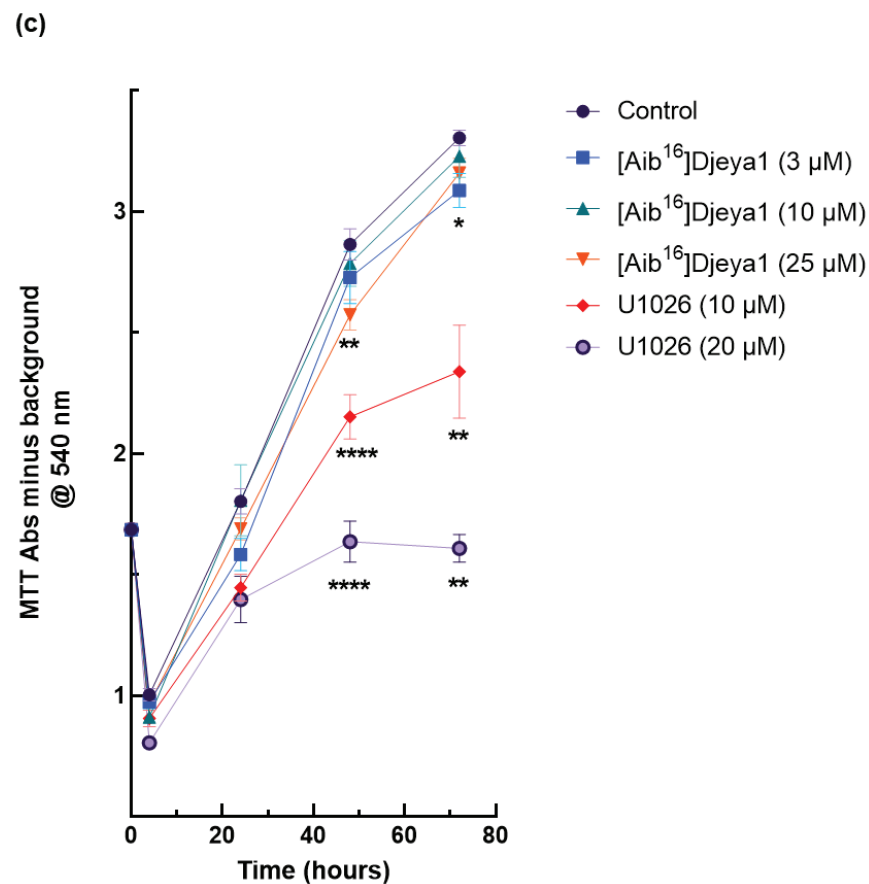 (c)
MTT Abs minus background
@ 540 nm
3
2
1
0
20
40
60
80
Time (hours)
*
**
****
**
****
**
Control
[Aib¹⁶]Djeya1 (3 µM)
[Aib¹⁶]Djeya1 (10 µM)
[Aib¹⁶]Djeya1 (25 µM)
U1026 (10 µM)
U1026 (20 µM)